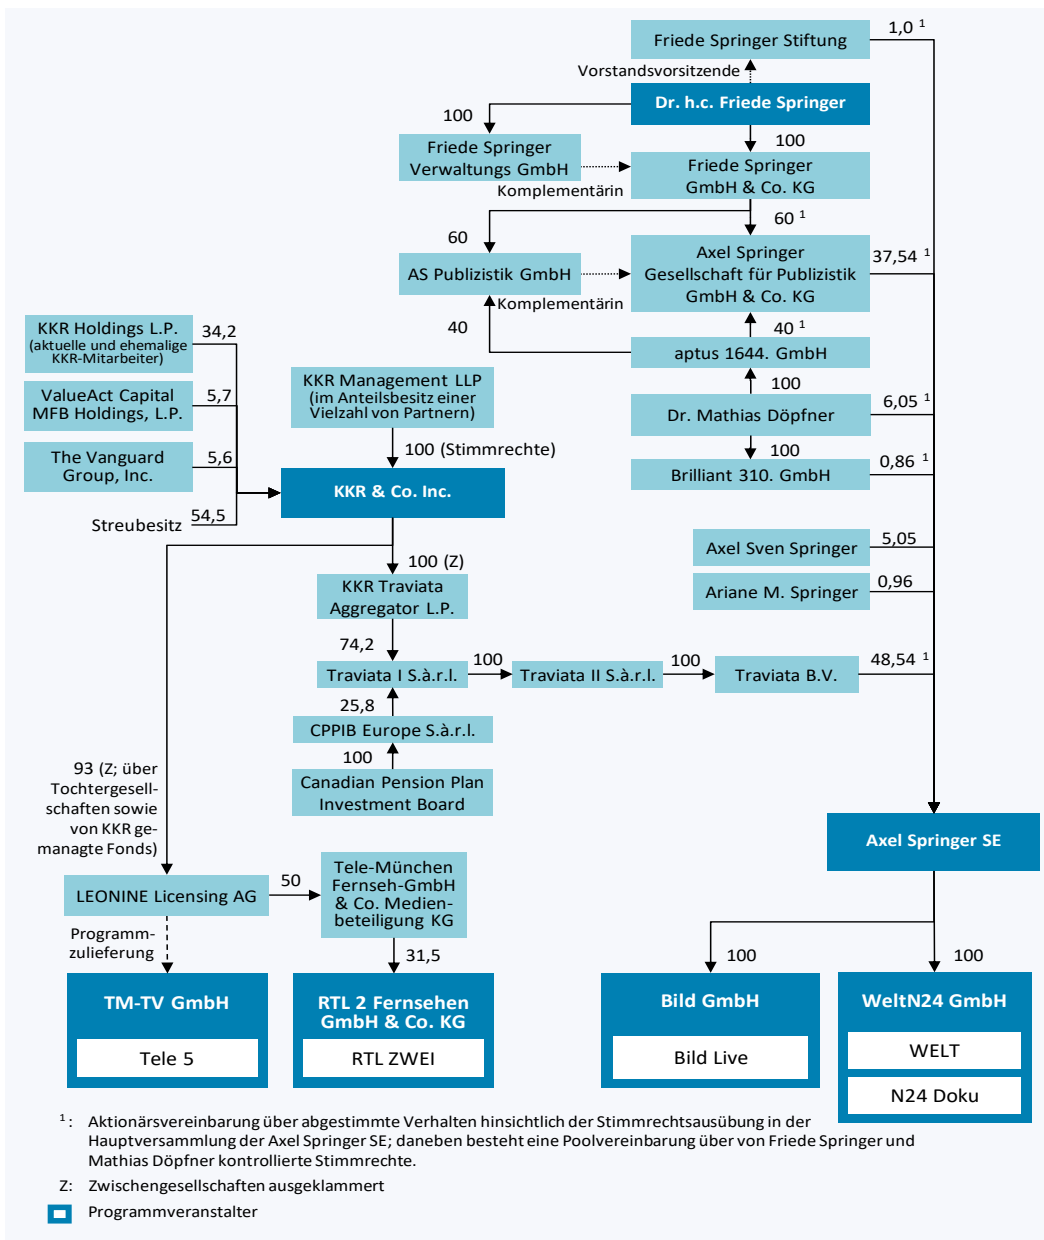 Friede Springer Stiftung
1,0 ¹
Vorstandsvorsitzende
Dr. h.c. Friede Springer
100
100
Friede Springer
Verwaltungs GmbH
Komplementärin
Friede Springer
GmbH & Co. KG
60
60 ¹
AS Publizistik GmbH
Komplementärin
Axel Springer
Gesellschaft für Publizistik
GmbH & Co. KG
37,54 ¹
40
40 ¹
aptus 1644. GmbH
100
Dr. Mathias Döpfner
6,05 ¹
100
Brilliant 310. GmbH
0,86 ¹
KKR Holdings L.P.
(aktuelle und ehemalige
KKR-Mitarbeiter)
34,2
ValueAct Capital
MFB Holdings, L.P.
5,7
The Vanguard
Group, Inc.
5,6
Streubesitz
54,5
KKR Management LLP
(im Anteilsbesitz einer
Vielzahl von Partnern)
100 (Stimmrechte)
KKR & Co. Inc.
Axel Sven Springer
5,05
Ariane M. Springer
0,96
100 (Z)
KKR Traviata
Aggregator L.P.
74,2
Traviata I S.à.r.l.
100
Traviata II S.à.r.l.
100
Traviata B.V.
48,54 ¹
25,8
CPPIB Europe S.à.r.l.
100
Canadian Pension Plan
Investment Board
93 (Z; über
Tochtergesell-
schaften sowie
von KKR ge-
managte Fonds)
Axel Springer SE
LEONINE Licensing AG
50
Tele-München
Fernseh-GmbH
& Co. Medien-
beteiligung KG
Programm-
zulieferung
31,5
100
100
TM-TV GmbH
Tele 5
RTL 2 Fernsehen
GmbH & Co. KG
RTL ZWEI
Bild GmbH
Bild Live
WeltN24 GmbH
WELT
N24 Doku
¹ : Aktionärsvereinbarung über abgestimmte Verhalten hinsichtlich der Stimmrechtsausübung in der
Hauptversammlung der Axel Springer SE; daneben besteht eine Poolvereinbarung über von Friede Springer und
Mathias Döpfner kontrollierte Stimmrechte.
Z: Zwischengesellschaften ausgeklammert
Programmveranstalter